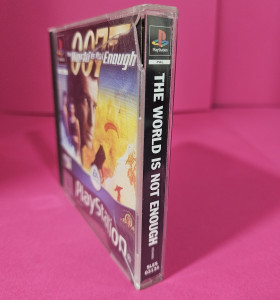 007
The World Is Not Enough
PlayStation
PlayStation
THE WORLD IS NOT ENOUGH